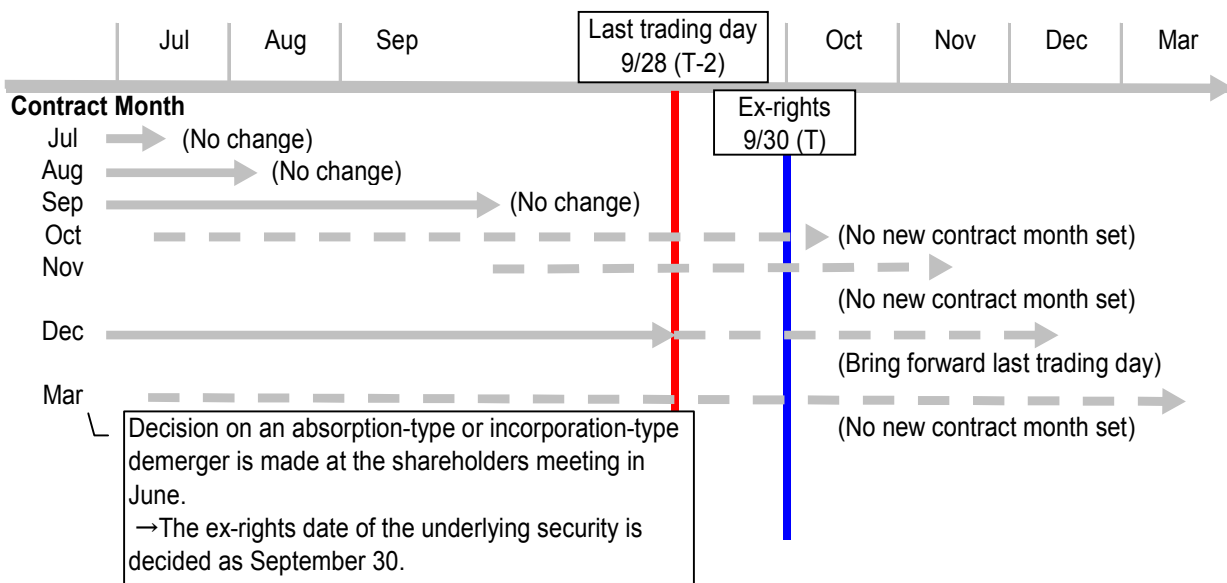 Jul Aug Sep Last trading day Oct Nov Dec Mar
9/28 (T-2)
Contract Month Ex-rights
9/30 (T)
Jul (No change)
Aug (No change)
Sep (No change)
Oct (No new contract month set)
Nov
(No new contract month set)
Dec
(Bring forward last trading day)
Mar
(No new contract month set)
Decision on an absorption-type or incorporation-type
demerger is made at the shareholders meeting in
June.
→The ex-rights date of the underlying security is
decided as September 30.